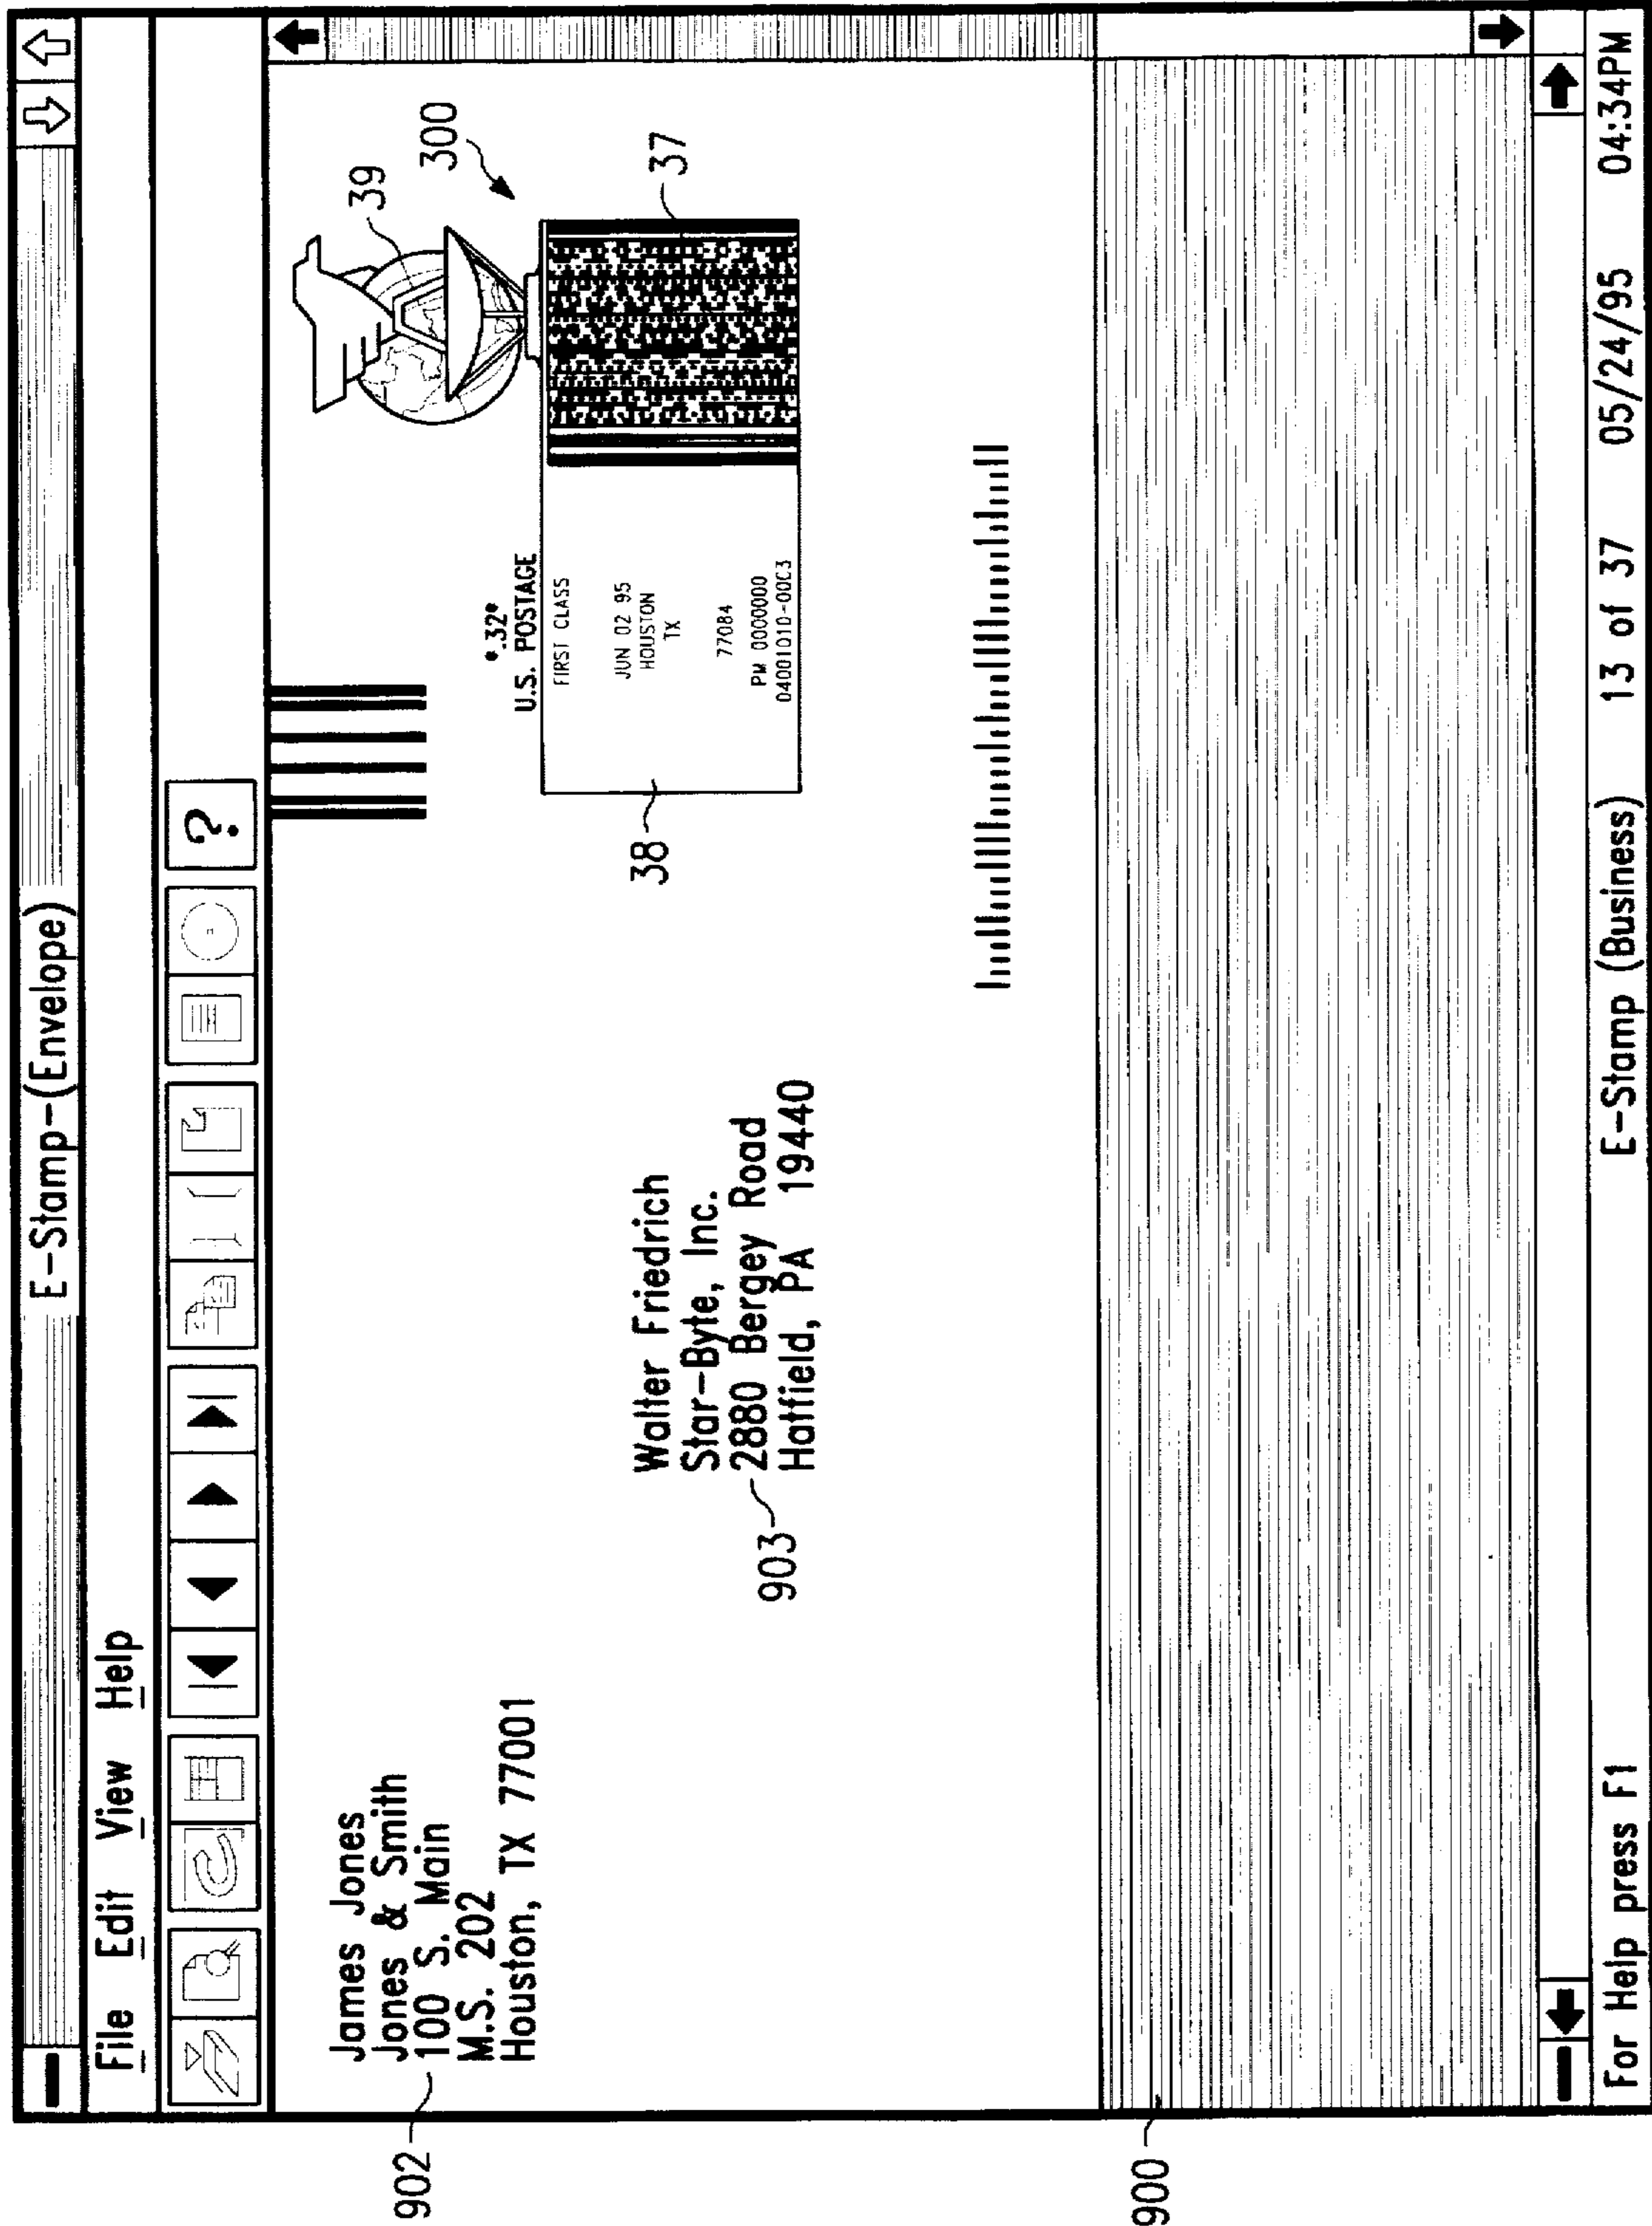 E-Stamp-(Envelope)
File Edit View Help
?
James Jones
Jones & Smith
902
100 S. Main
M.S. 202
Houston, TX 77001
39
300
*.32*
U.S. POSTAGE
FIRST CLASS
JUN 02 95
HOUSTON
TX
77084
PM 0000000
04001010-00C3
37
38
Walter Friedrich
Star-Byte, Inc.
903
2880 Bergey Road
Hatfield, PA 19440
900
For Help press F1
E-Stamp (Business)
13 of 37
05/24/95
04:34PM